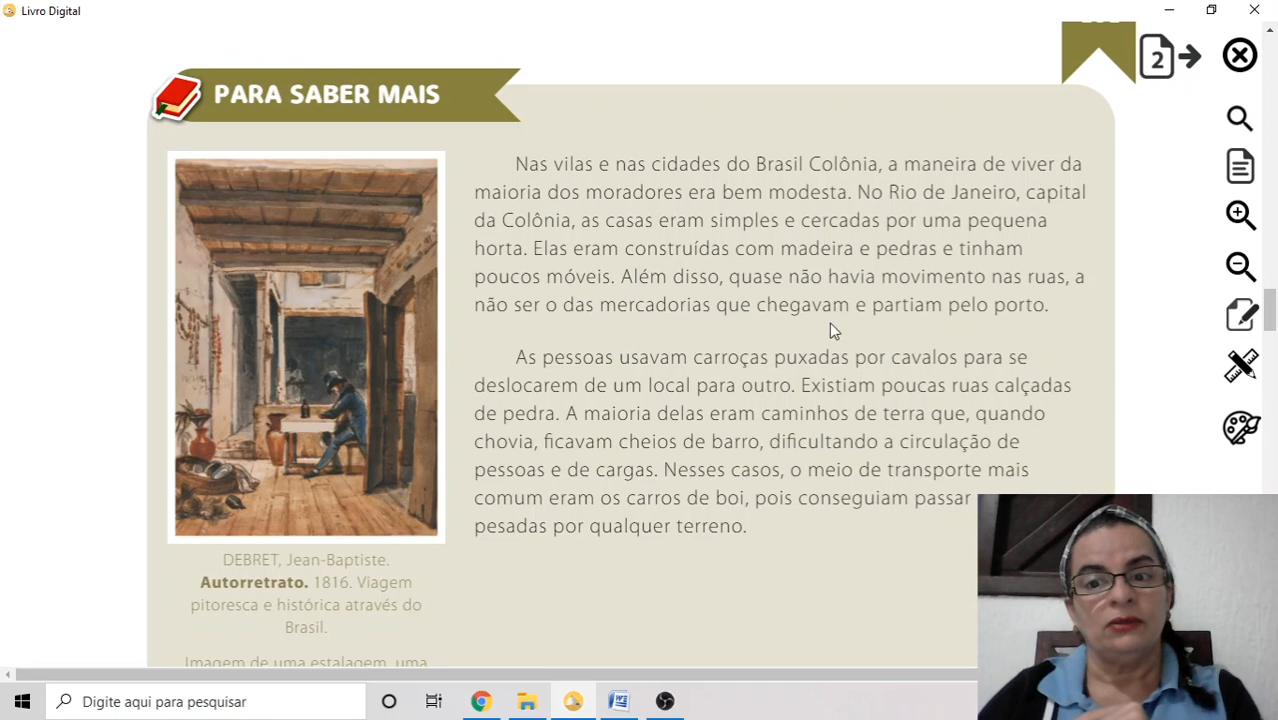 Livro Digital
2
PARA SABER MAIS
Nas vilas e nas cidades do Brasil Colônia, a maneira de viver da
maioria dos moradores era bem modesta. No Rio de Janeiro, capital
da Colônia, as casas eram simples e cercadas por uma pequena
horta. Elas eram construídas com madeira e pedras e tinham
poucos móveis. Além disso, quase não havia movimento nas ruas, a
não ser o das mercadorias que chegavam e partiam pelo porto.
As pessoas usavam carroças puxadas por cavalos para se
deslocarem de um local para outro. Existiam poucas ruas calçadas
de pedra. A maioria delas eram caminhos de terra que, quando
chovia, ficavam cheios de barro, dificultando a circulação de
pessoas e de cargas. Nesses casos, o meio de transporte mais
comum eram os carros de boi, pois conseguiam passar
pesadas por qualquer terreno.
DEBRET, Jean-Baptiste.
Autorretrato. 1816. Viagem
pitoresca e histórica através do
Brasil.
Imagem de uma estalagem, uma
Digite aqui para pesquisar